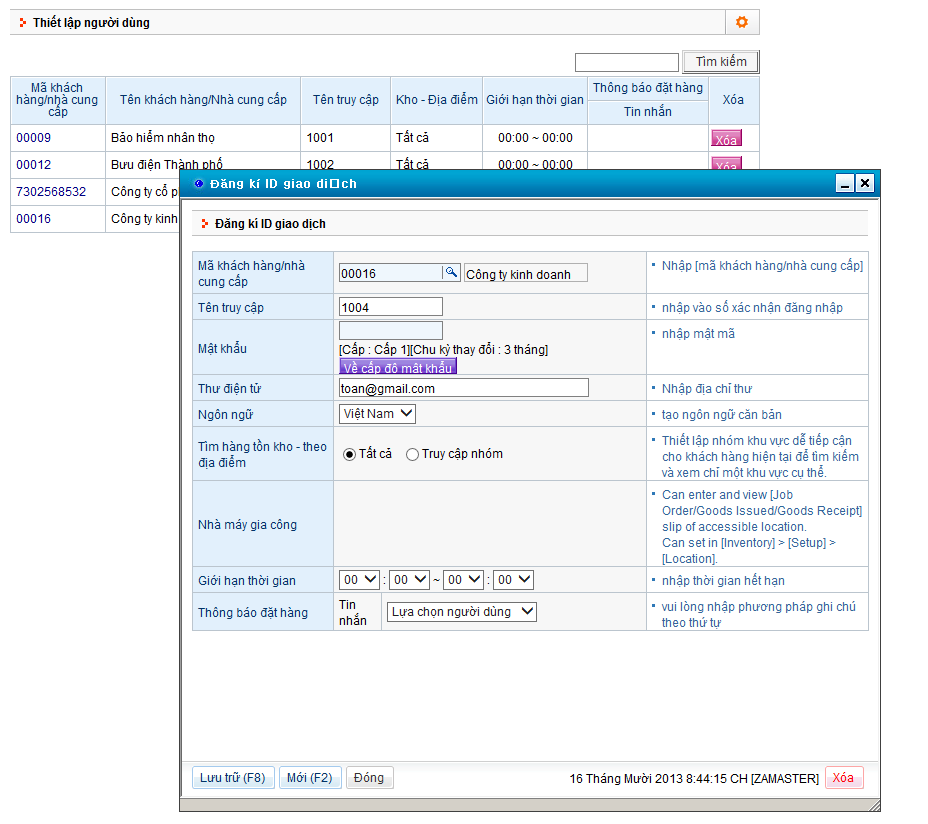 Thiết lập người dùng
Tìm kiếm
Mã khách hàng/nhà cung cấp Tên khách hàng/Nhà cung cấp Tên truy cập Kho - Địa điểm Giới hạn thời gian Thông báo đặt hàng Tin nhắn Xóa
00009 Bảo hiểm nhân thọ 1001 Tất cả 00:00 ~ 00:00 Xóa
00012 Bưu điện Thành phố 1002 Tất cả 00:00 ~ 00:00 Xóa
7302568532 Công ty cổ
00016 Công ty kinh
Đăng kí ID giao di□ch
Đăng kí ID giao dịch
Mã khách hàng/nhà
cung cấp
00016 Công ty kinh doanh
Nhập [mã khách hàng/nhà cung cấp]
Tên truy cập 1004 nhập vào số xác nhận đăng nhập
Mật khẩu
[Cấp : Cấp 1][Chu kỳ thay đổi : 3 tháng]
Về cấp độ mật khẩu
nhập mật mã
Thư điện tử toan@gmail.com Nhập địa chỉ thư
Ngôn ngữ Việt Nam tạo ngôn ngữ căn bản
Tìm hàng tồn kho - theo
địa điểm
Tất cả Truy cập nhóm
Thiết lập nhóm khu vực dễ tiếp cận
cho khách hàng hiện tại để tìm kiếm
và xem chỉ một khu vực cụ thể.
Nhà máy gia công
Can enter and view [Job
Order/Goods Issued/Goods Receipt]
slip of accessible location.
Can set in [Inventory] > [Setup] >
[Location].
Giới hạn thời gian 00 : 00 ~ 00 : 00 nhập thời gian hết hạn
Thông báo đặt hàng
Tin
nhắn
Lựa chọn người dùng
vui lòng nhập phương pháp ghi chú
theo thứ tự
Lưu trữ (F8) Mới (F2) Đóng 16 Tháng Mười 2013 8:44:15 CH [ZAMASTER] Xóa